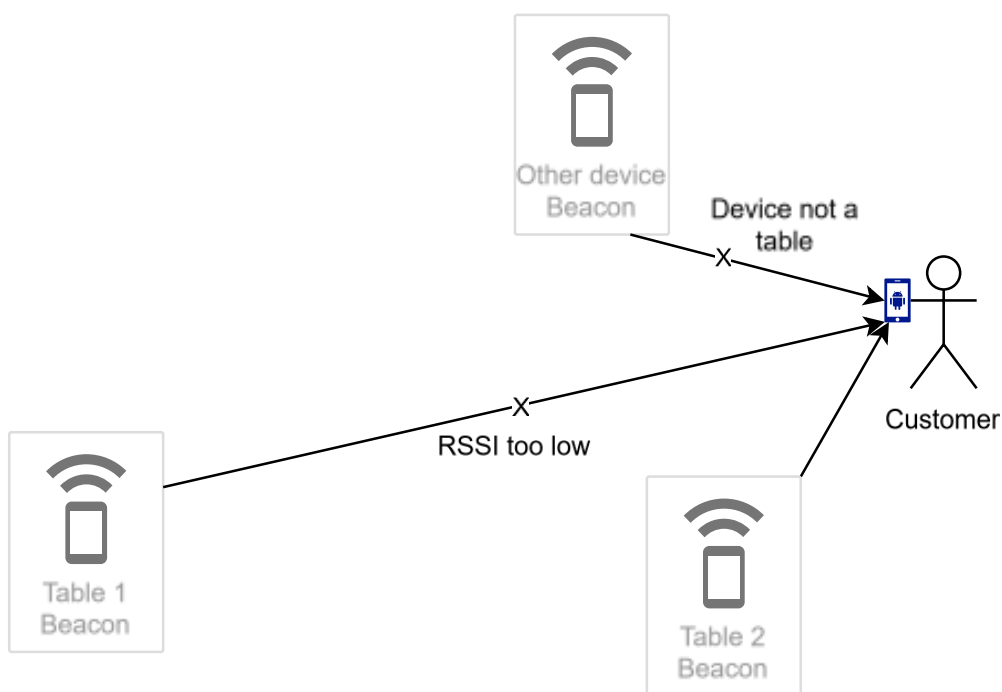 Other device
Beacon
Device not a
table
X
X
RSSI too low
Customer
Table 1
Beacon
Table 2
Beacon